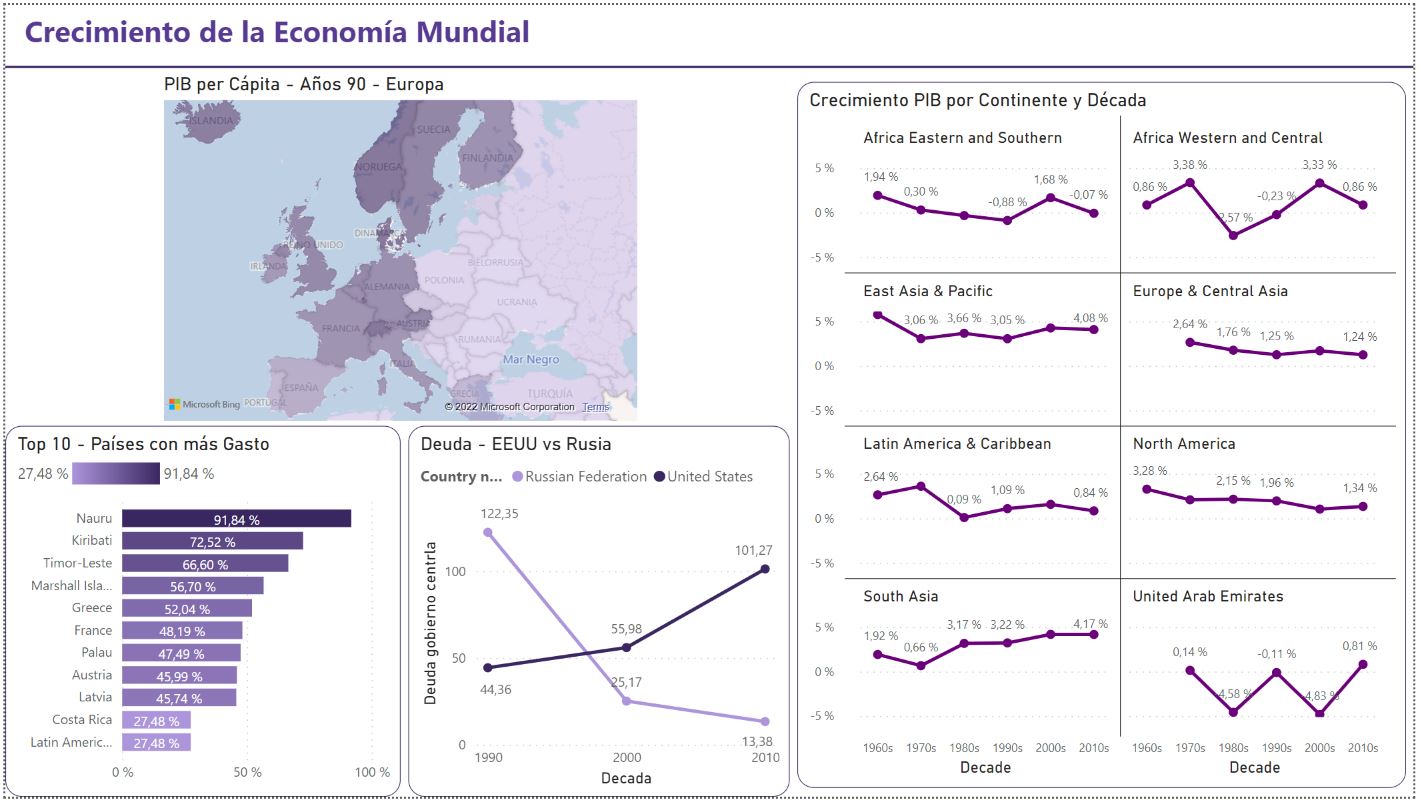 Crecimiento de la Economía Mundial
PIB per Cápita - Años 90 - Europa
ISLANDIA
SUECIA
NORUEGA
FINLANDIA
DINAMARCA
REINO UNIDO
IRLANDA
BIELORRUSIA
POLONIA
ALEMANIA
UCRANIA
FRANCIA
AUSTRIA
RUMANIA
ITALIA
Mar Negro
ESPAÑA
PORTUGAL
GRECIA
TURQUÍA
Microsoft Bing
© 2022 Microsoft Corporation Terms
Top 10 - Países con más Gasto
27,48 % 91,84 %
Nauru 91,84 %
Kiribati 72,52 %
Timor-Leste 66,60 %
Marshall Isla... 56,70 %
Greece 52,04 %
France 48,19 %
Palau 47,49 %
Austria 45,99 %
Latvia 45,74 %
Costa Rica 27,48 %
Latin Americ... 27,48 %
0 % 50 % 100 %
Deuda - EEUU vs Rusia
Country n... Russian Federation United States
Deuda gobierno centrla
122,35
101,27
100
55,98
50
44,36
25,17
13,38
0
1990 2000 2010
Decada
Crecimiento PIB por Continente y Década
Africa Eastern and Southern
5 %
0 %
-5 %
1,94 % 0,30 % -0,88 % 1,68 % -0,07 %
Africa Western and Central
0,86 % 3,38 % -2,57 % -0,23 % 3,33 % 0,86 %
East Asia & Pacific
5 %
0 %
-5 %
3,06 % 3,66 % 3,05 % 4,08 %
Europe & Central Asia
2,64 % 1,76 % 1,25 % 1,24 %
Latin America & Caribbean
5 %
0 %
-5 %
2,64 % 0,09 % 1,09 % 0,84 %
North America
3,28 % 2,15 % 1,96 % 1,34 %
South Asia
5 %
0 %
-5 %
1,92 % 0,66 % 3,17 % 3,22 % 4,17 %
United Arab Emirates
0,14 % -4,58 % -0,11 % -4,83 % 0,81 %
1960s 1970s 1980s 1990s 2000s 2010s
Decade
1960s 1970s 1980s 1990s 2000s 2010s
Decade